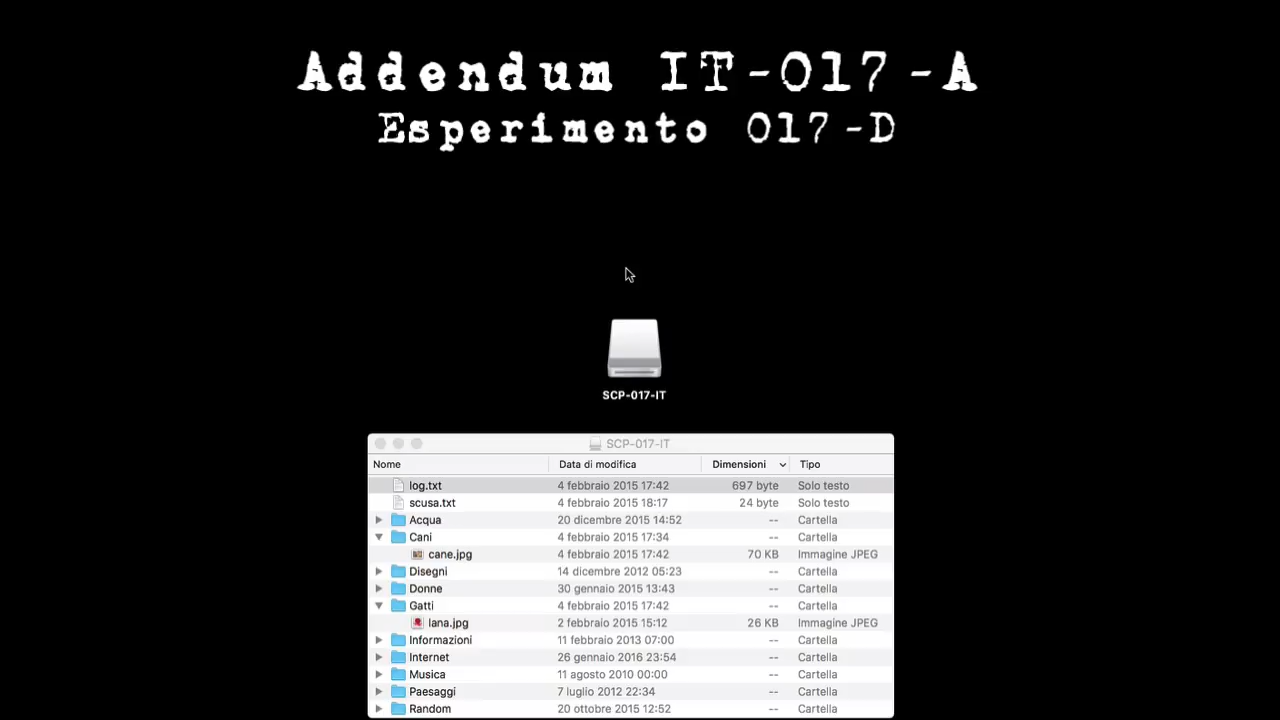 Addendum IT-017-A
Esperimento 017-D
SCP-017-IT
SCP-017-IT
Nome Data di modifica Dimensioni Tipo
log.txt 4 febbraio 2015 17:42 697 byte Solo testo
scusa.txt 4 febbraio 2015 18:17 24 byte Solo testo
Acqua 20 dicembre 2015 14:52 -- Cartella
Cani 4 febbraio 2015 17:34 -- Cartella
cane.jpg 4 febbraio 2015 17:42 70 KB Immagine JPEG
Disegni 14 dicembre 2012 05:23 -- Cartella
Donne 30 gennaio 2015 13:43 -- Cartella
Gatti 4 febbraio 2015 17:42 -- Cartella
lana.jpg 2 febbraio 2015 15:12 26 KB Immagine JPEG
Informazioni 11 febbraio 2013 07:00 -- Cartella
Internet 26 gennaio 2016 23:54 -- Cartella
Musica 11 agosto 2010 00:00 -- Cartella
Paesaggi 7 luglio 2012 22:34 -- Cartella
Random 20 ottobre 2015 12:52 -- Cartella